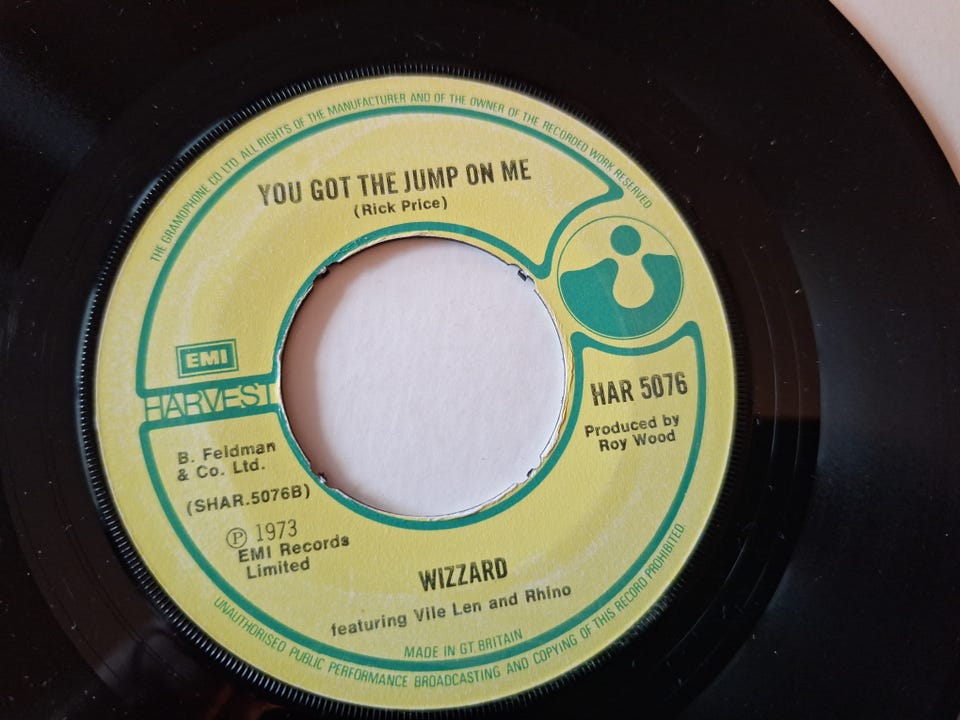 THE GRAMOPHONE CO LTD. ALL RIGHTS OF THE MANUFACTURER AND OF THE OWNER OF THE RECORDED WORK RESERVED
YOU GOT THE JUMP ON ME
(Rick Price)
EMI
HARVEST
HAR 5076
Produced by
Roy Wood
B. Feldman
& Co. Ltd.
(SHAR.5076B)
℗ 1973
EMI Records
Limited
WIZZARD
featuring Vile Len and Rhino
MADE IN GT. BRITAIN
UNAUTHORISED PUBLIC PERFORMANCE BROADCASTING AND COPYING OF THIS RECORD PROHIBITED